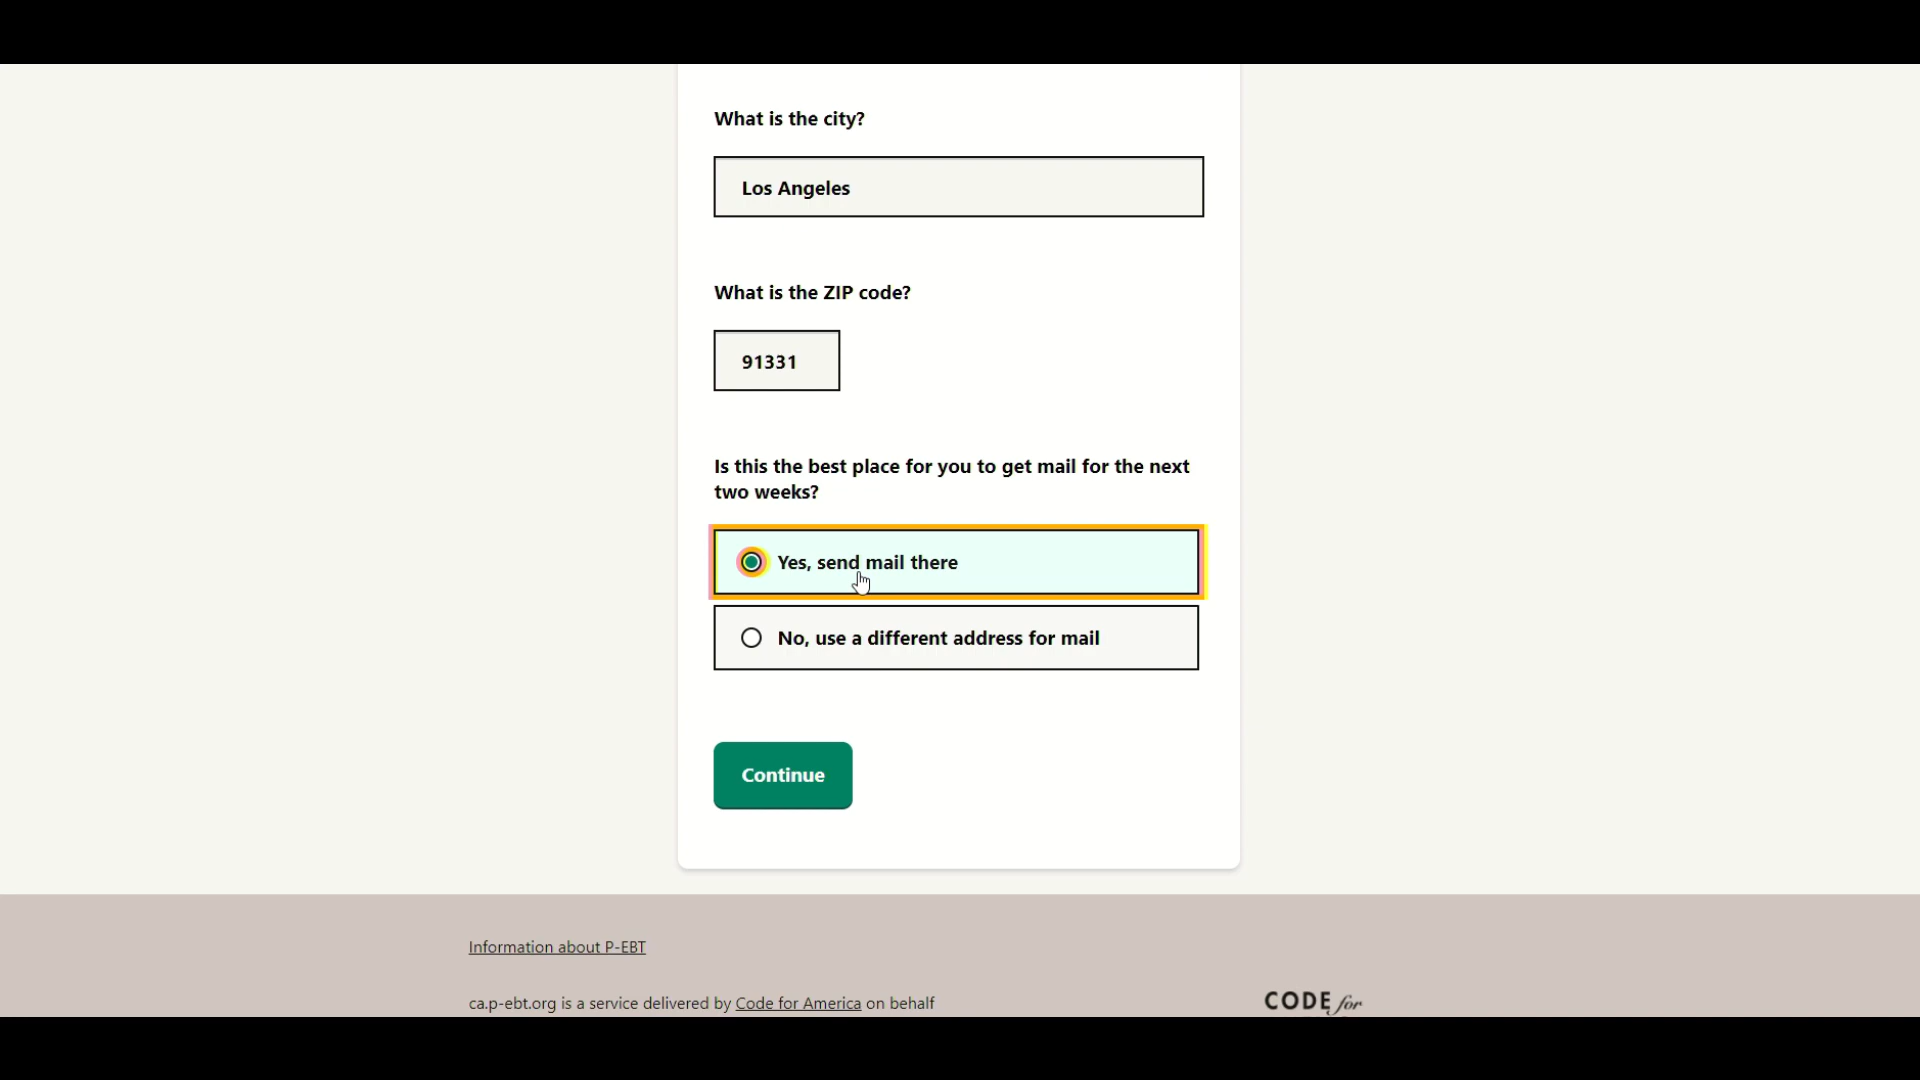 What is the city?
Los Angeles
What is the ZIP code?
91331
Is this the best place for you to get mail for the next
two weeks?
Yes, send mail there
No, use a different address for mail
Continue
Information about P-EBT
ca.p-ebt.org is a service delivered by Code for America on behalf
CODE for